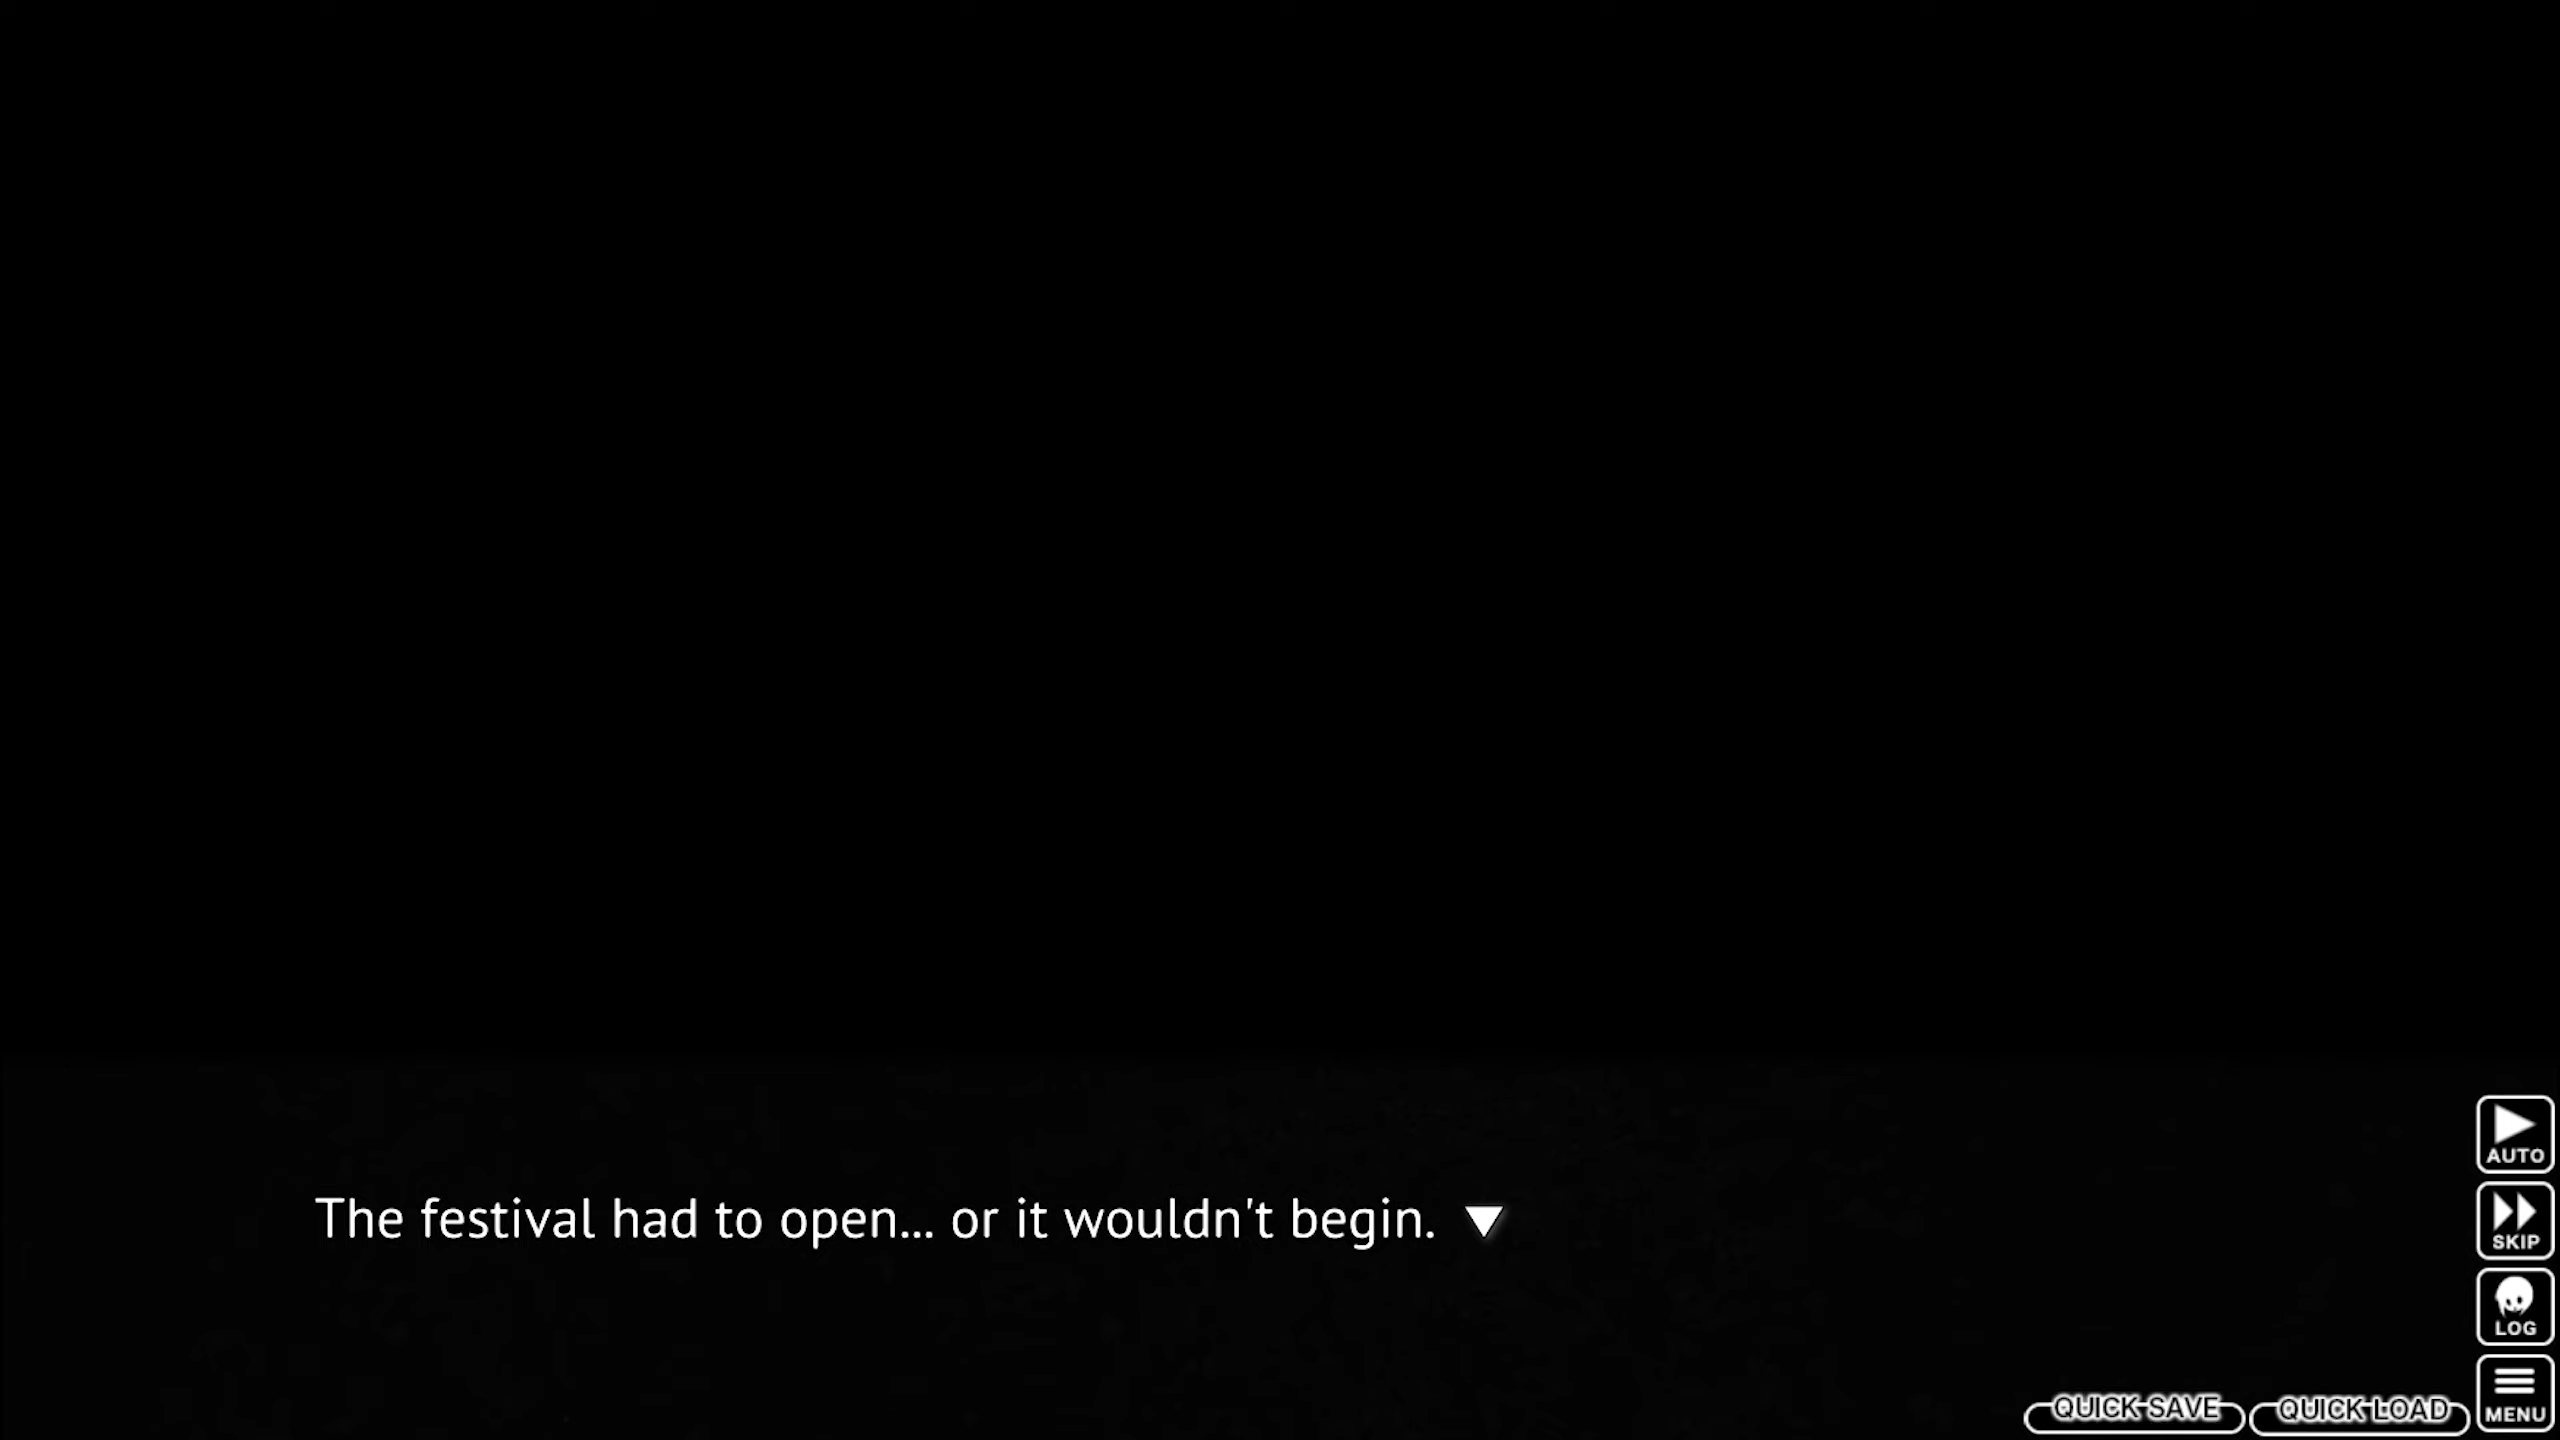 The festival had to open... or it wouldn't begin.
AUTO
SKIP
LOG
MENU
QUICK SAVE
QUICK LOAD